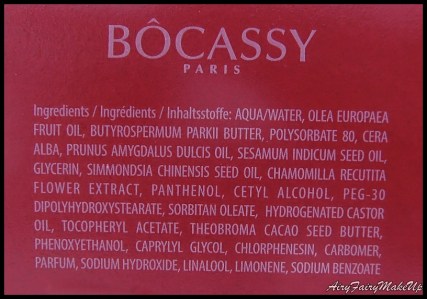 BÔCASSY
PARIS
Ingredients / Ingrédients / Inhaltsstoffe: AQUA/WATER, OLEA EUROPAEA
FRUIT OIL, BUTYROSPERMUM PARKII BUTTER, POLYSORBATE 80, CERA
ALBA, PRUNUS AMYGDALUS DULCIS OIL, SESAMUM INDICUM SEED OIL,
GLYCERIN, SIMMONDSIA CHINENSIS SEED OIL, CHAMOMILLA RECUTITA
FLOWER EXTRACT, PANTHENOL, CETYL ALCOHOL, PEG-30
DIPOLYHYDROXYSTEARATE, SORBITAN OLEATE, HYDROGENATED CASTOR
OIL, TOCOPHERYL ACETATE, THEOBROMA CACAO SEED BUTTER,
PHENOXYETHANOL, CAPRYLYL GLYCOL, CHLORPHENESIN, CARBOMER,
PARFUM, SODIUM HYDROXIDE, LINALOOL, LIMONENE, SODIUM BENZOATE
AiryFairyMakeUp